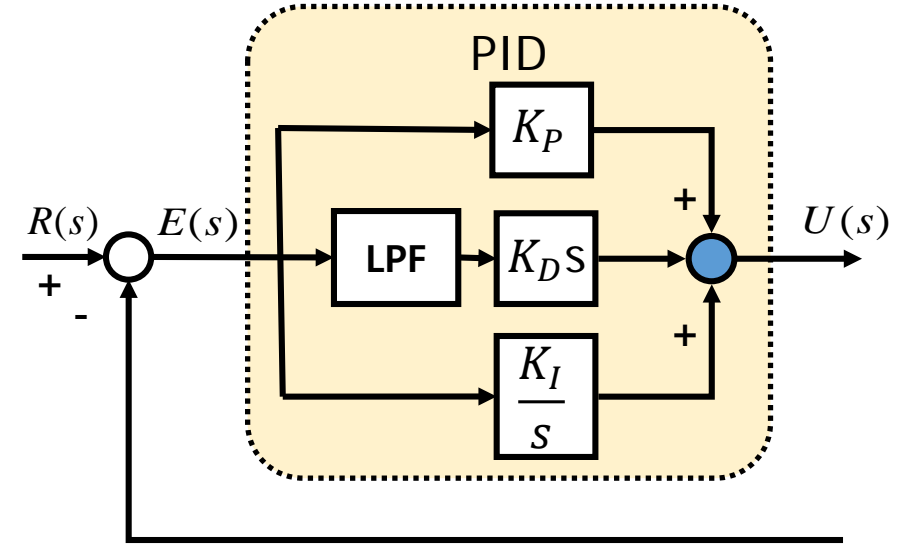 PID
K_P
+
R(s)
E(s)
U(s)
LPF
K_D s
+
-
+
K_I
s